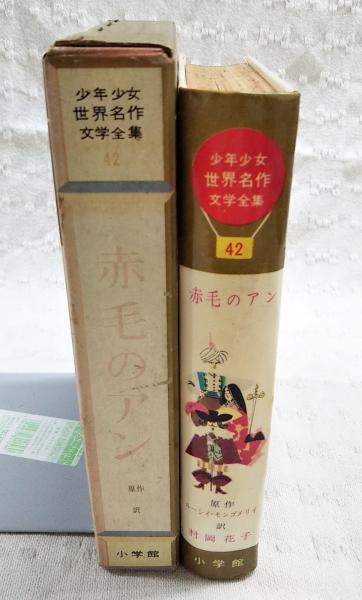 少年少女
世界名作
文学全集
42
赤毛のアン
原作
訳
小学館
少年少女
世界名作
文学全集
42
赤毛のアン
原作
ルーシイ・モンゴメリイ
訳
村岡花子
小学館